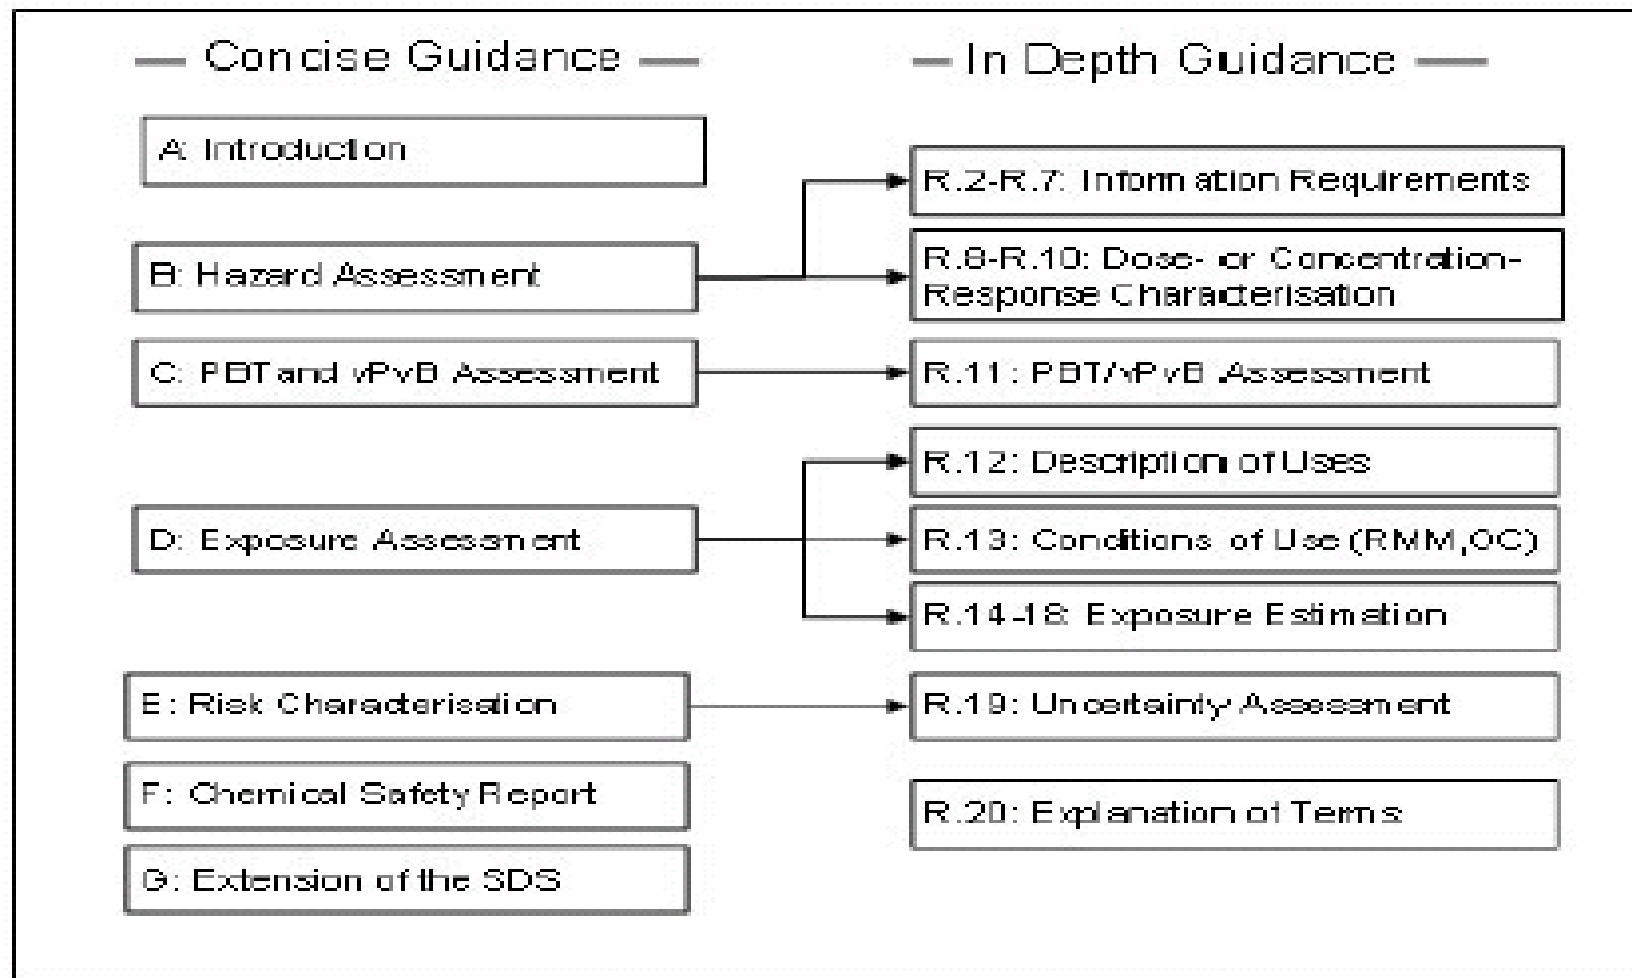 Concise Guidance
In Depth Guidance
A: Introduction
B: Hazard Assessment
C: PBT and vPvB Assessment
D: Exposure Assessment
E: Risk Characterisation
F: Chemical Safety Report
G: Extension of the SDS
R.2-R.7: Information Requirements
R.8-R.10: Dose- or Concentration-
Response Characterisation
R.11: PBT/vPvB Assessment
R.12: Description of Uses
R.13: Conditions of Use (RMM,OC)
R.14-18: Exposure Estimation
R.19: Uncertainty Assessment
R.20: Explanation of Terms